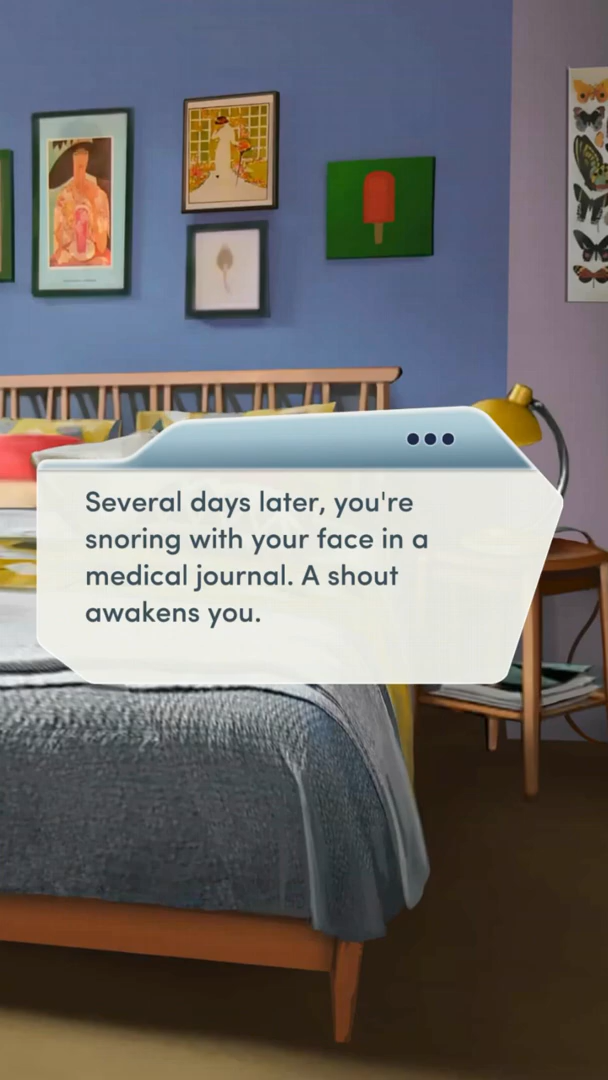 Several days later, you're
snoring with your face in a
medical journal. A shout
awakens you.